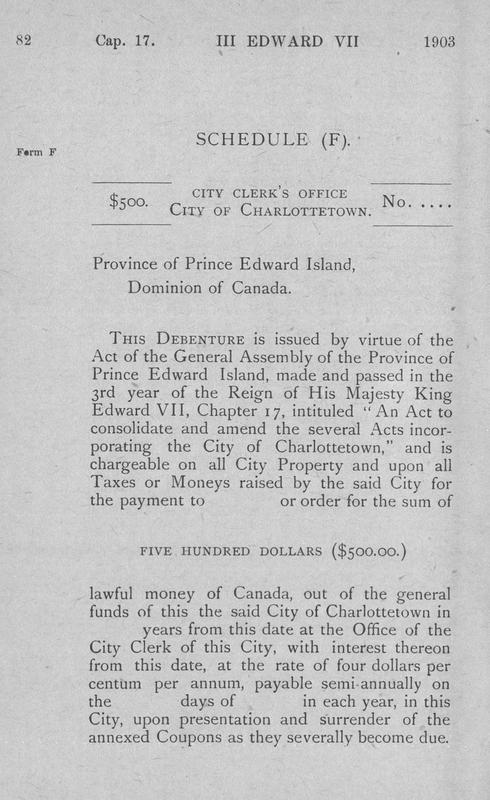 82 Cap. 17. III EDWARD VII 1903
SCHEDULE (F).
Form F
$500. CITY CLERK'S OFFICE No. ....
CITY OF CHARLOTTETOWN.
Province of Prince Edward Island,
Dominion of Canada.
THIS DEBENTURE is issued by virtue of the
Act of the General Assembly of the Province of
Prince Edward Island, made and passed in the
3rd year of the Reign of His Majesty King
Edward VII, Chapter 17, intituled "An Act to
consolidate and amend the several Acts incor-
porating the City of Charlottetown," and is
chargeable on all City Property and upon all
Taxes or Moneys raised by the said City for
the payment to or order for the sum of
FIVE HUNDRED DOLLARS ($500.00.)
lawful money of Canada, out of the general
funds of this the said City of Charlottetown in
years from this date at the Office of the
City Clerk of this City, with interest thereon
from this date, at the rate of four dollars per
centum per annum, payable semi-annually on
the days of in each year, in this
City, upon presentation and surrender of the
annexed Coupons as they severally become due.